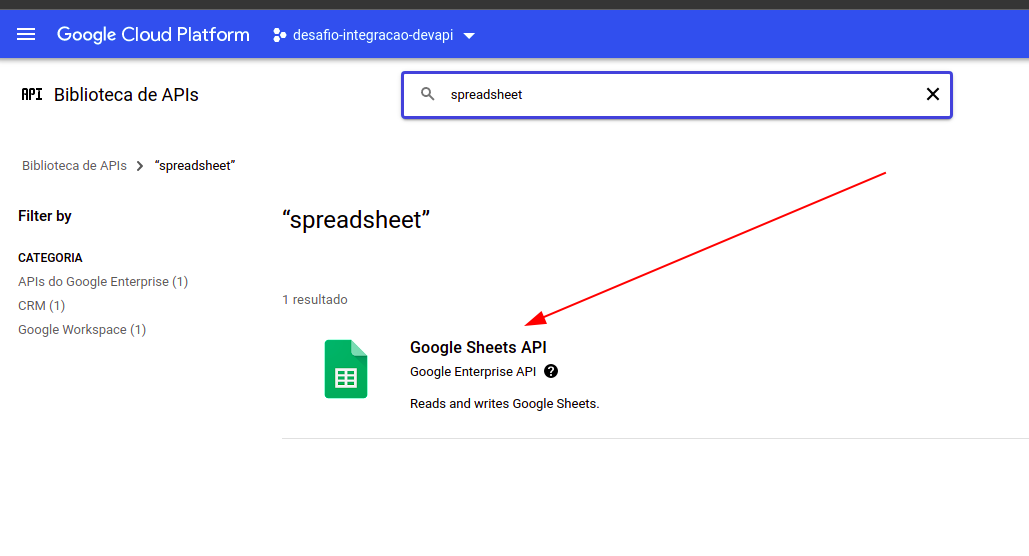 Google Cloud Platform
desafio-integracao-devapi
API Biblioteca de APIs
spreadsheet
Biblioteca de APIs
“spreadsheet”
Filter by
CATEGORIA
APIs do Google Enterprise (1)
CRM (1)
Google Workspace (1)
“spreadsheet”
1 resultado
Google Sheets API
Google Enterprise API ?
Reads and writes Google Sheets.